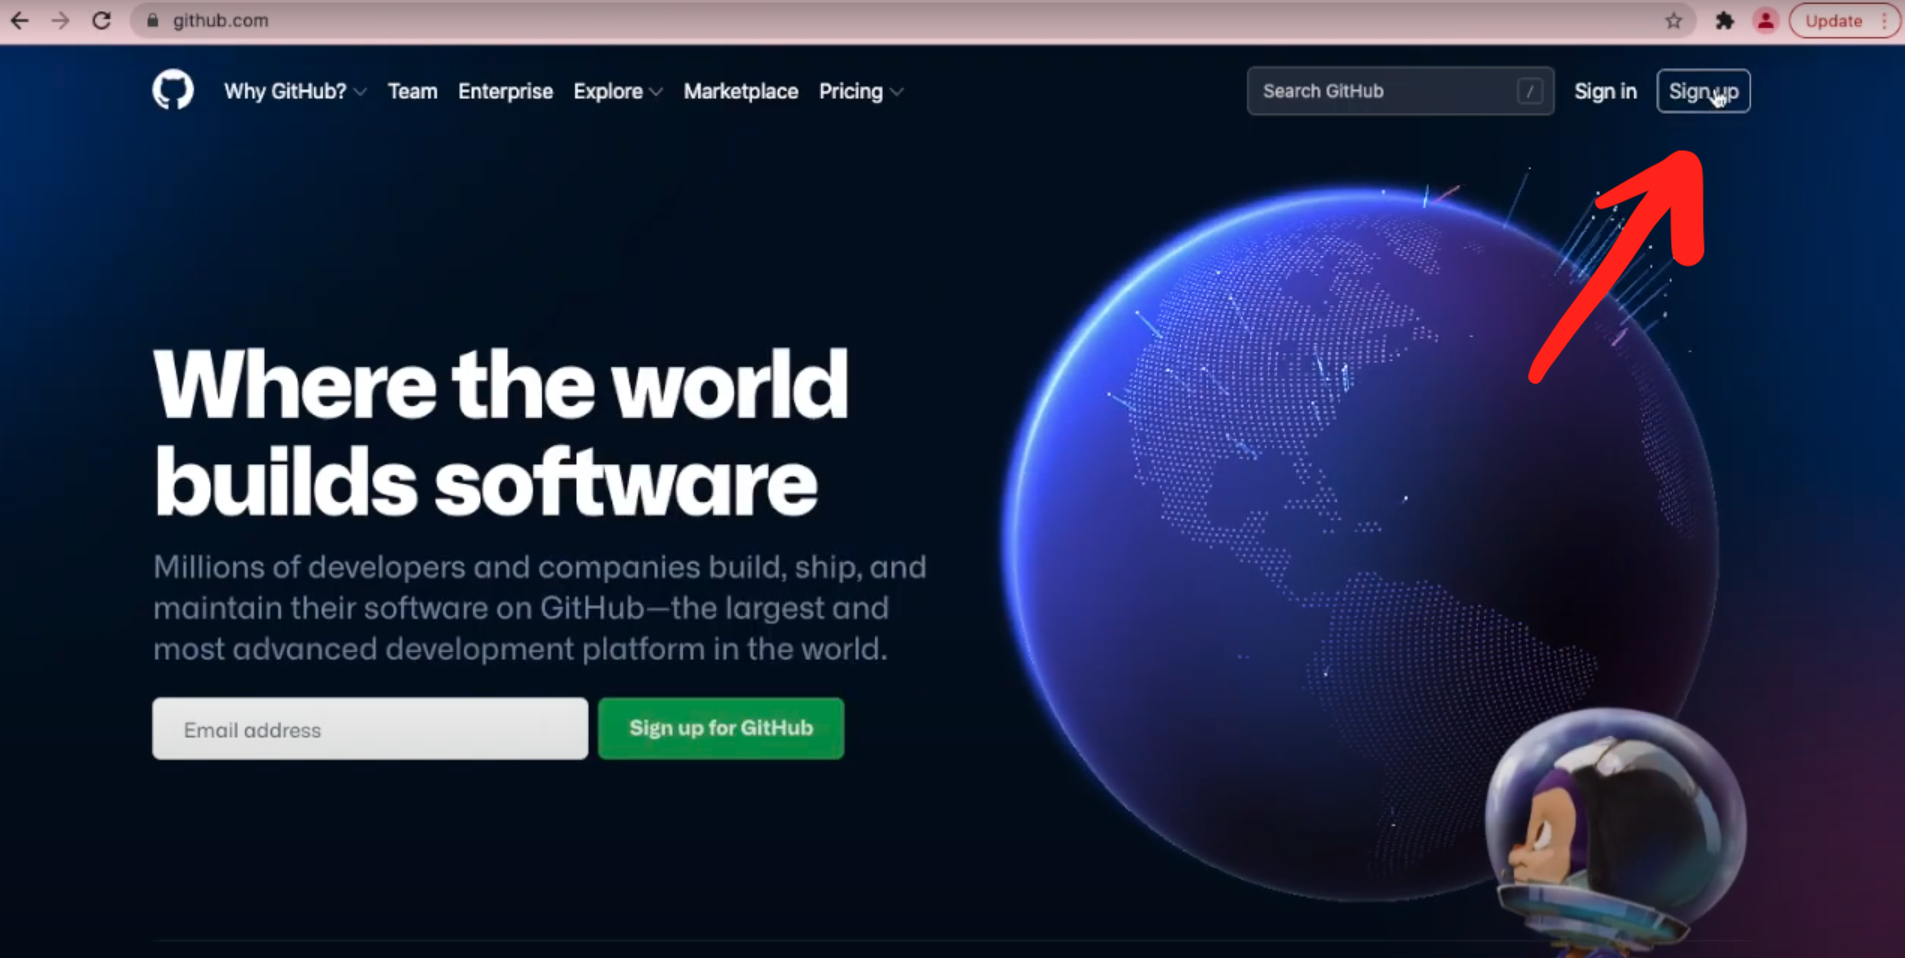 github.com
Update
Why GitHub? Team Enterprise Explore Marketplace Pricing
Search GitHub /
Sign in
Sign up
Where the world
builds software
Millions of developers and companies build, ship, and
maintain their software on GitHub—the largest and
most advanced development platform in the world.
Email address
Sign up for GitHub